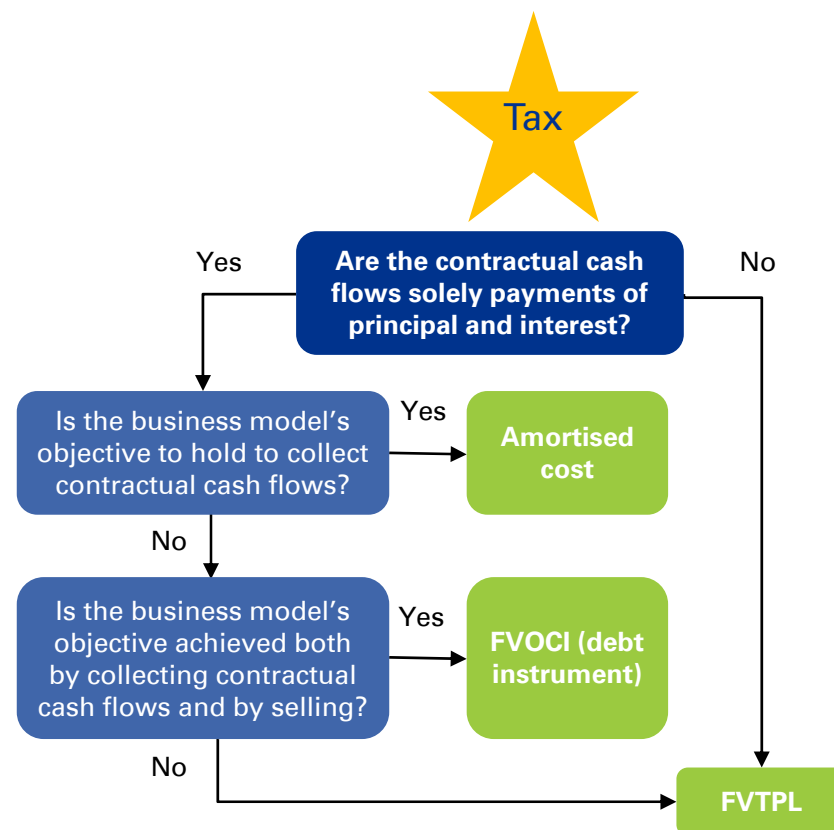 Tax
Yes
Are the contractual cash
flows solely payments of
principal and interest?
No
Is the business model’s
objective to hold to collect
contractual cash flows?
Yes
Amortised
cost
No
Is the business model’s
objective achieved both
by collecting contractual
cash flows and by selling?
Yes
FVOCI (debt
instrument)
No
FVTPL